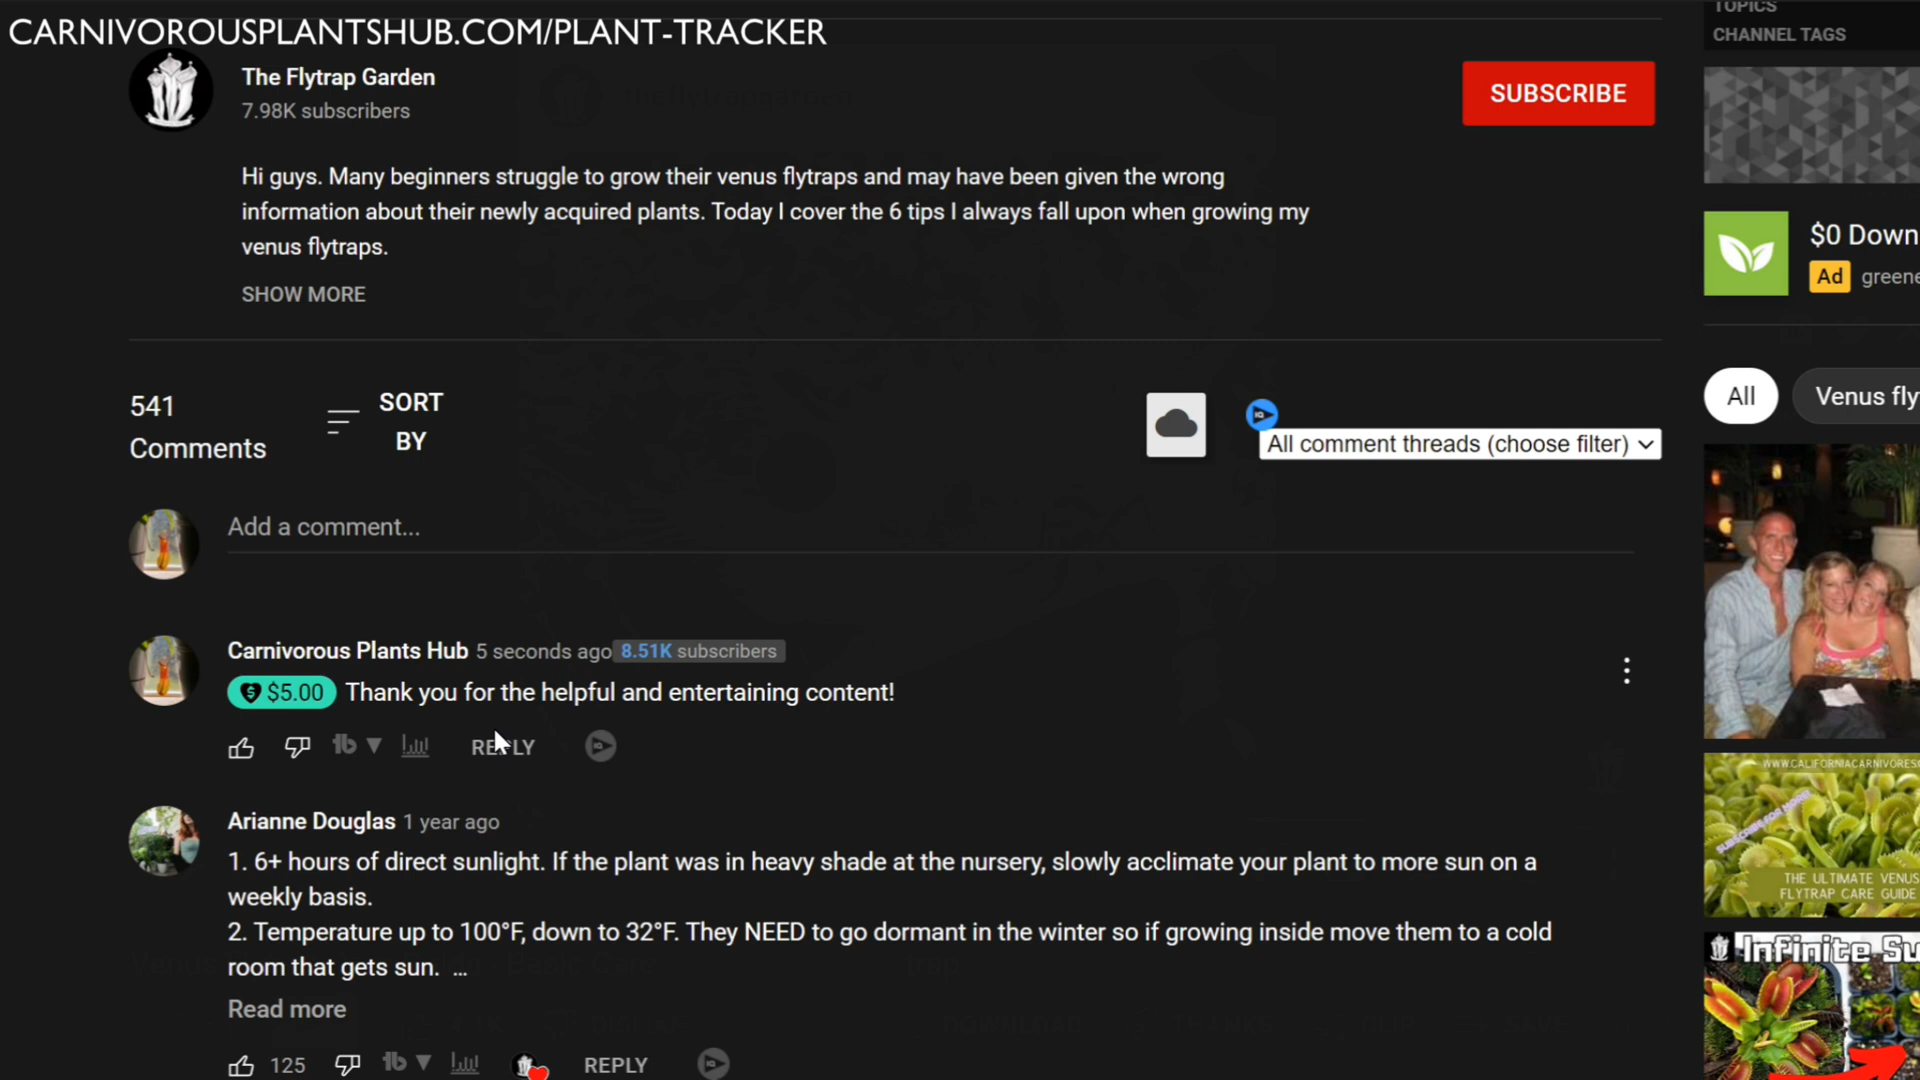 CARNIVOROUSPLANTSHUB.COM/PLANT-TRACKER
TOPICS
CHANNEL TAGS
The Flytrap Garden
7.98K subscribers
SUBSCRIBE
Hi guys. Many beginners struggle to grow their venus flytraps and may have been given the wrong
information about their newly acquired plants. Today I cover the 6 tips I always fall upon when growing my
venus flytraps.
SHOW MORE
$0 Down
Ad greene
541
Comments
SORT
BY
All comment threads (choose filter)
All
Venus fly
Add a comment...
Carnivorous Plants Hub 5 seconds ago 8.51K subscribers
$5.00 Thank you for the helpful and entertaining content!
REPLY
Arianne Douglas 1 year ago
1. 6+ hours of direct sunlight. If the plant was in heavy shade at the nursery, slowly acclimate your plant to more sun on a
weekly basis.
2. Temperature up to 100°F, down to 32°F. They NEED to go dormant in the winter so if growing inside move them to a cold
room that gets sun. ...
Read more
125
REPLY
WWW.CALIFORNIACARNIVORES.
SUBSCRIBE FOR MORE!
THE ULTIMATE VENUS
FLYTRAP CARE GUIDE
Infinite Su